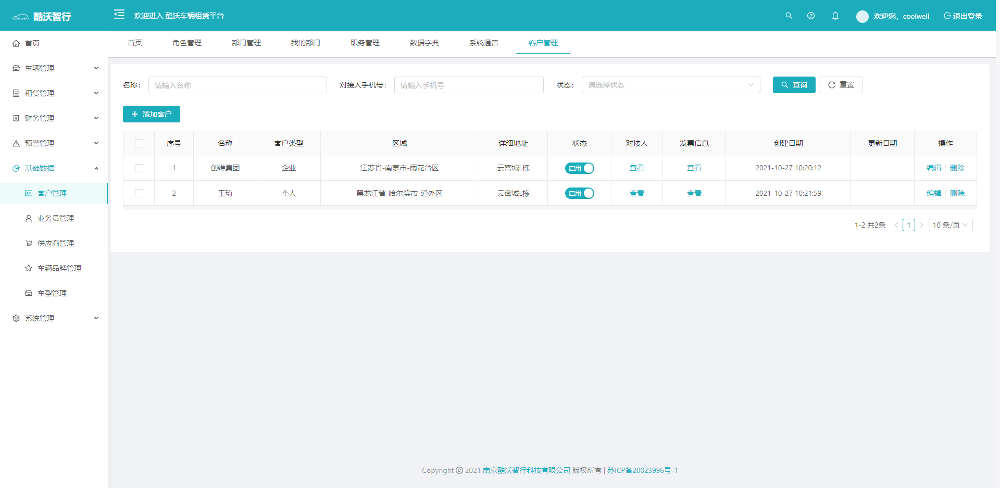 COOLWELL 酷沃智行 欢迎进入 酷沃车辆租赁平台 欢迎您，coolwell 退出登录
首页
车辆管理
租赁管理
财务管理
预警管理
基础数据
客户管理
业务员管理
供应商管理
车辆品牌管理
车型管理
系统管理
首页 角色管理 部门管理 我的部门 职务管理 数据字典 系统通告 客户管理
名称： 请输入名称 对接人手机号： 请输入手机号 状态： 请选择状态 查询 重置
添加客户
序号 名称 客户类型 区域 详细地址 状态 对接人 发票信息 创建日期 更新日期 操作
1 创维集团 企业 江苏省-南京市-雨花台区 云密城L栋 启用 查看 查看 2021-10-27 10:20:12 编辑 删除
2 王琦 个人 黑龙江省-哈尔滨市-道外区 云密城L栋 启用 查看 查看 2021-10-27 10:21:59 编辑 删除
1-2 共2条 < 1 > 10 条/页
Copyright © 2021 南京酷沃智行科技有限公司 版权所有 | 苏ICP备20023996号-1